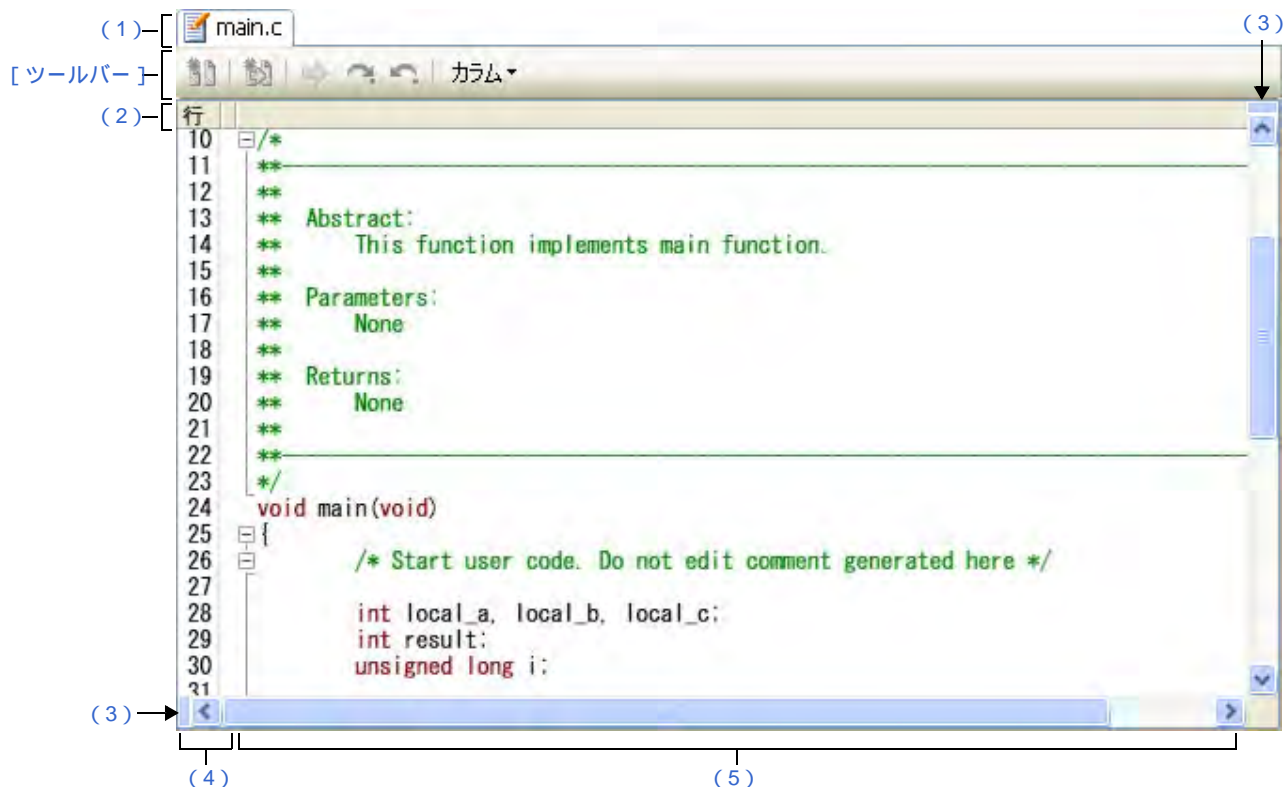 (1)
main.c
(3)
[ツールバー]
カラム
(2)
行
10 /*
11 **
12 **
13 ** Abstract:
14 ** This function implements main function.
15 **
16 ** Parameters:
17 ** None
18 **
19 ** Returns:
20 ** None
21 **
22 **
23 */
24 void main(void)
25 {
26 /* Start user code. Do not edit comment generated here */
27
28 int local_a, local_b, local_c;
29 int result;
30 unsigned long i;
31
(3)
(4)
(5)